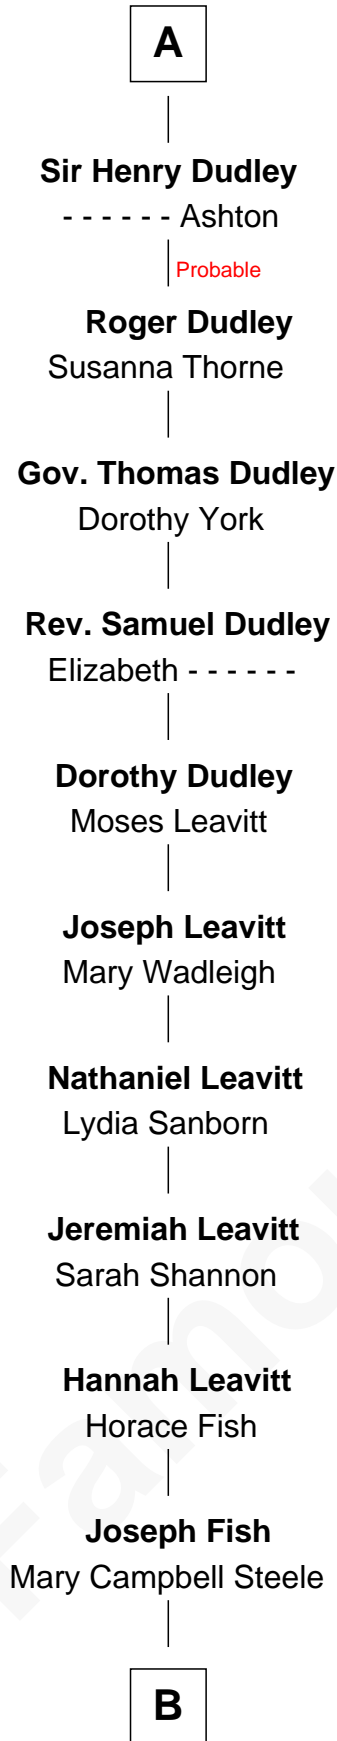 A
Sir Henry Dudley
- - - - - - Ashton
Probable
Roger Dudley
Susanna Thorne
Gov. Thomas Dudley
Dorothy York
Rev. Samuel Dudley
Elizabeth - - - - - -
Dorothy Dudley
Moses Leavitt
Joseph Leavitt
Mary Wadleigh
Nathaniel Leavitt
Lydia Sanborn
Jeremiah Leavitt
Sarah Shannon
Hannah Leavitt
Horace Fish
Joseph Fish
Mary Campbell Steele
B